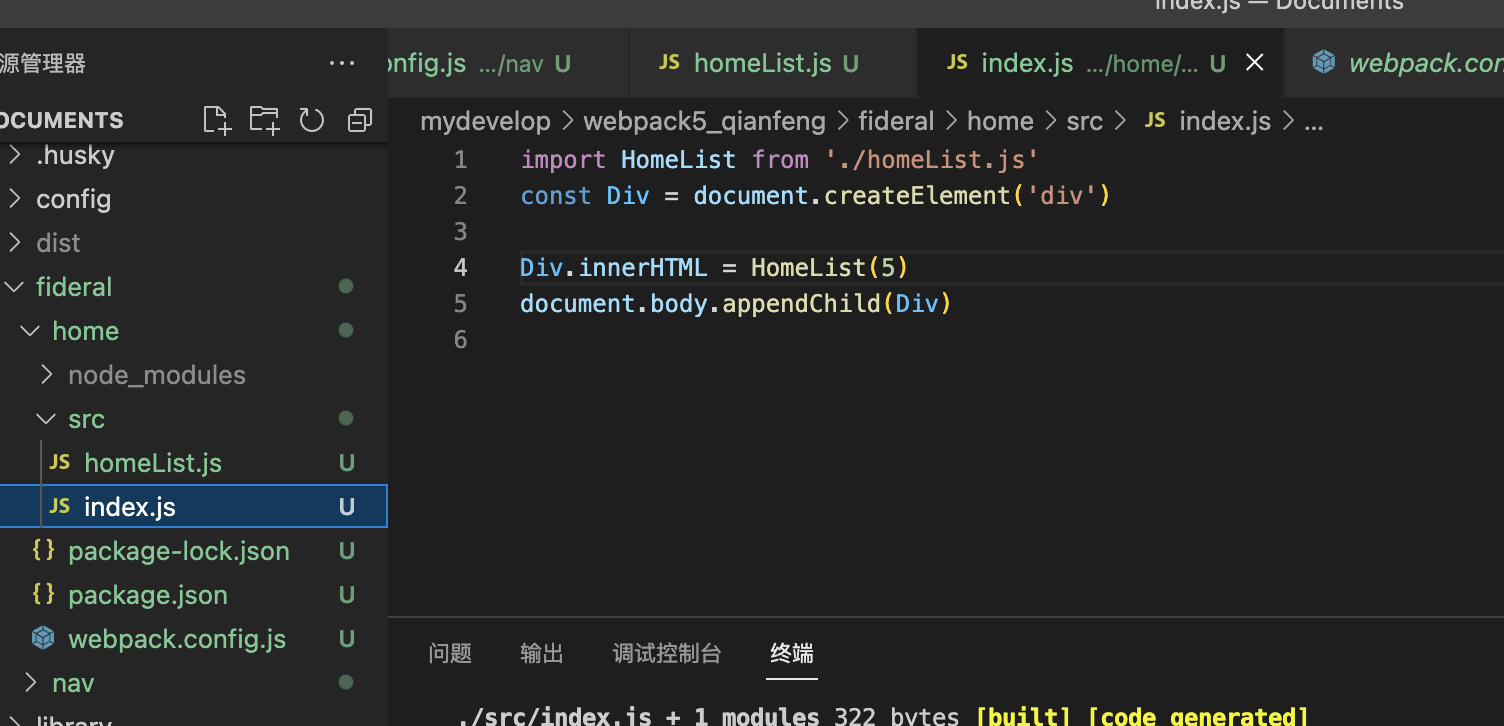 index.js — Documents
源管理器
onfig.js .../nav U
JS homeList.js U
JS index.js .../home/... U
webpack.con
OCUMENTS
mydevelop > webpack5_qianfeng > fideral > home > src > JS index.js > ...
.husky
config
dist
fideral
home
node_modules
src
JS homeList.js U
JS index.js U
{} package-lock.json U
{} package.json U
webpack.config.js U
nav
library
1 import HomeList from './homeList.js'
2 const Div = document.createElement('div')
3
4 Div.innerHTML = HomeList(5)
5 document.body.appendChild(Div)
6
问题 输出 调试控制台 终端
./src/index.js + 1 modules 322 bytes [built] [code generated]